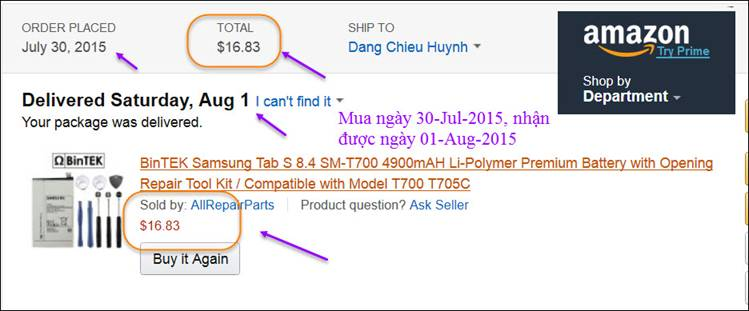 ORDER PLACED
July 30, 2015
TOTAL
$16.83
SHIP TO
Dang Chieu Huynh
amazon
Try Prime
Shop by
Department
Delivered Saturday, Aug 1 I can't find it
Your package was delivered.
Mua ngày 30-Jul-2015, nhận
được ngày 01-Aug-2015
BinTEK
SAMSUNG
BinTEK Samsung Tab S 8.4 SM-T700 4900mAH Li-Polymer Premium Battery with Opening
Repair Tool Kit / Compatible with Model T700 T705C
Sold by: AllRepairParts | Product question? Ask Seller
$16.83
Buy it Again